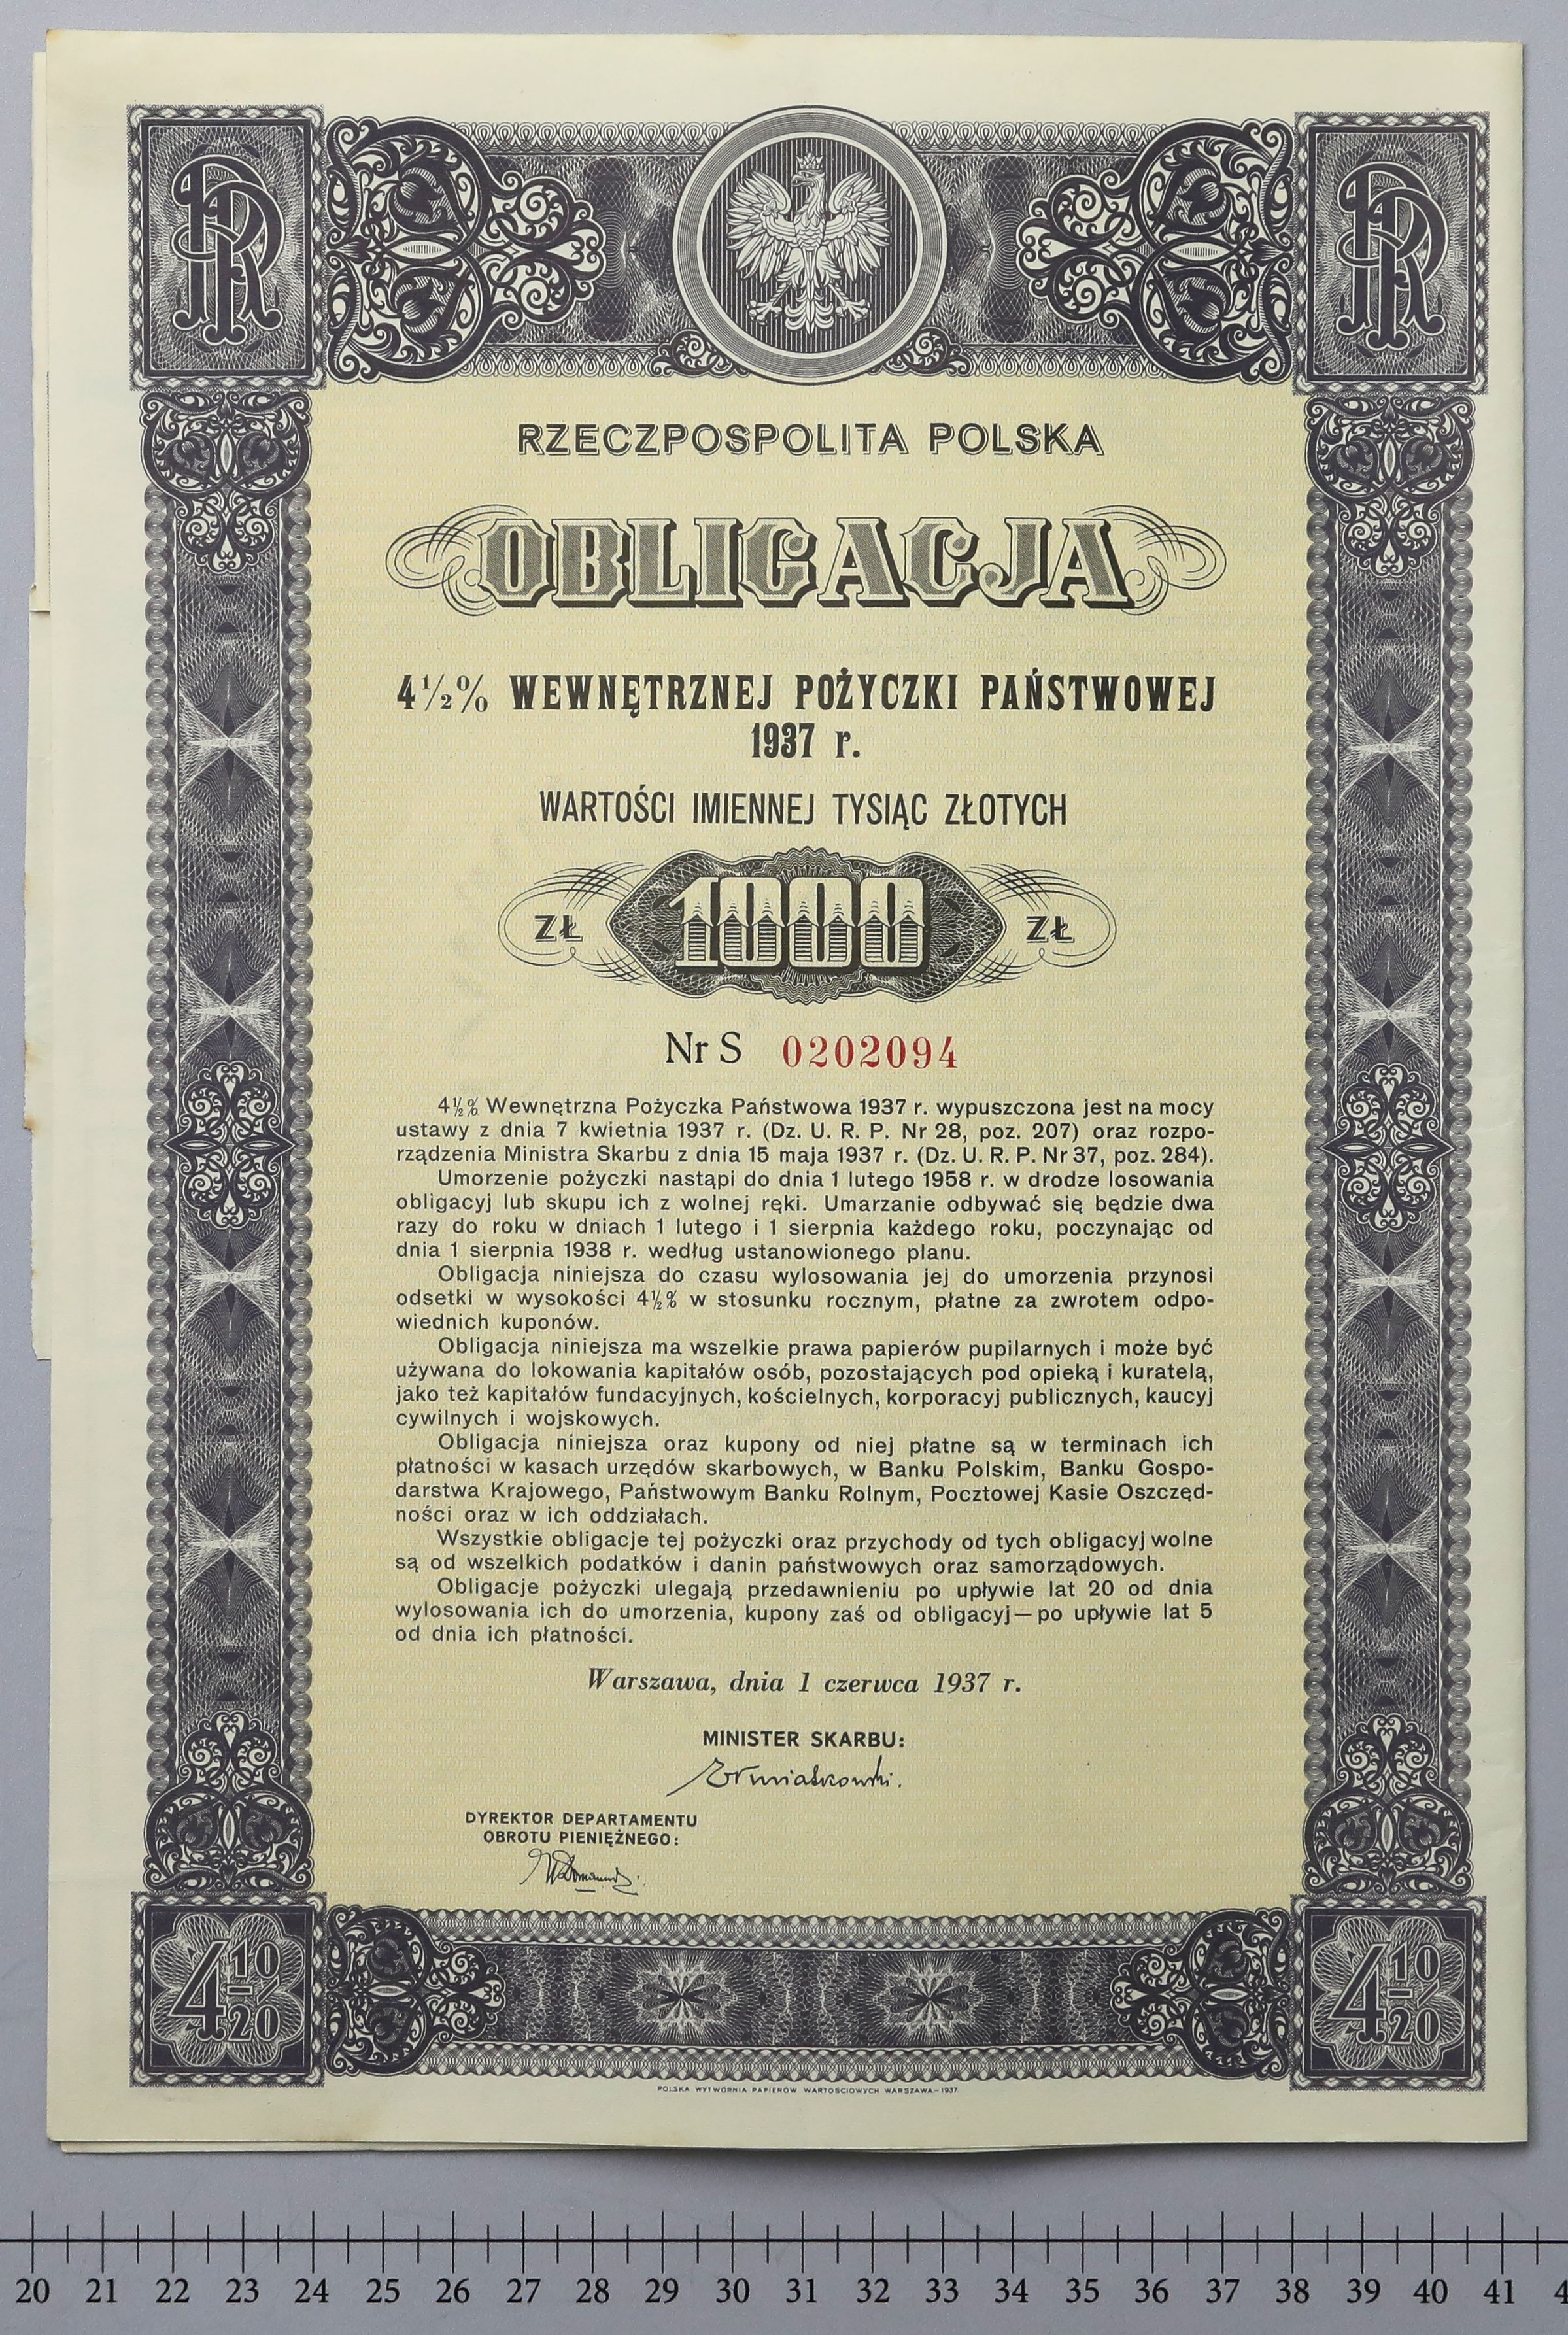 RP
RP
RZECZPOSPOLITA POLSKA
OBLIGACJA
4½% WEWNĘTRZNEJ POŻYCZKI PAŃSTWOWEJ
1937 r.
WARTOŚCI IMIENNEJ TYSIĄC ZŁOTYCH
ZŁ 1000 ZŁ
Nr S 0202094
4½% Wewnętrzna Pożyczka Państwowa 1937 r. wypuszczona jest na mocy
ustawy z dnia 7 kwietnia 1937 r. (Dz. U. R. P. Nr 28, poz. 207) oraz rozpo-
rządzenia Ministra Skarbu z dnia 15 maja 1937 r. (Dz. U. R. P. Nr 37, poz. 284).
Umorzenie pożyczki nastąpi do dnia 1 lutego 1958 r. w drodze losowania
obligacyj lub skupu ich z wolnej ręki. Umarzanie odbywać się będzie dwa
razy do roku w dniach 1 lutego i 1 sierpnia każdego roku, poczynając od
dnia 1 sierpnia 1938 r. według ustanowionego planu.
Obligacja niniejsza do czasu wylosowania jej do umorzenia przynosi
odsetki w wysokości 4½% w stosunku rocznym, płatne za zwrotem odpo-
wiednich kuponów.
Obligacja niniejsza ma wszelkie prawa papierów pupilarnych i może być
używana do lokowania kapitałów osób, pozostających pod opieką i kuratelą,
jako też kapitałów fundacyjnych, kościelnych, korporacyj publicznych, kaucyj
cywilnych i wojskowych.
Obligacja niniejsza oraz kupony od niej płatne są w terminach ich
płatności w kasach urzędów skarbowych, w Banku Polskim, Banku Gospo-
darstwa Krajowego, Państwowym Banku Rolnym, Pocztowej Kasie Oszczęd-
ności oraz w ich oddziałach.
Wszystkie obligacje tej pożyczki oraz przychody od tych obligacyj wolne
są od wszelkich podatków i danin państwowych oraz samorządowych.
Obligacje pożyczki ulegają przedawnieniu po upływie lat 20 od dnia
wylosowania ich do umorzenia, kupony zaś od obligacyj—po upływie lat 5
od dnia ich płatności.
Warszawa, dnia 1 czerwca 1937 r.
MINISTER SKARBU:
DYREKTOR DEPARTAMENTU
OBROTU PIENIĘŻNEGO:
4 10/20
4 10/20
POLSKA WYTWÓRNIA PAPIERÓW WARTOŚCIOWYCH WARSZAWA.—1937
20 21 22 23 24 25 26 27 28 29 30 31 32 33 34 35 36 37 38 39 40 41